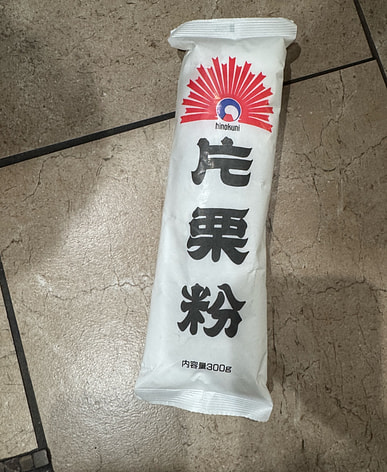 hinokuni
片
栗
粉
内容量300g